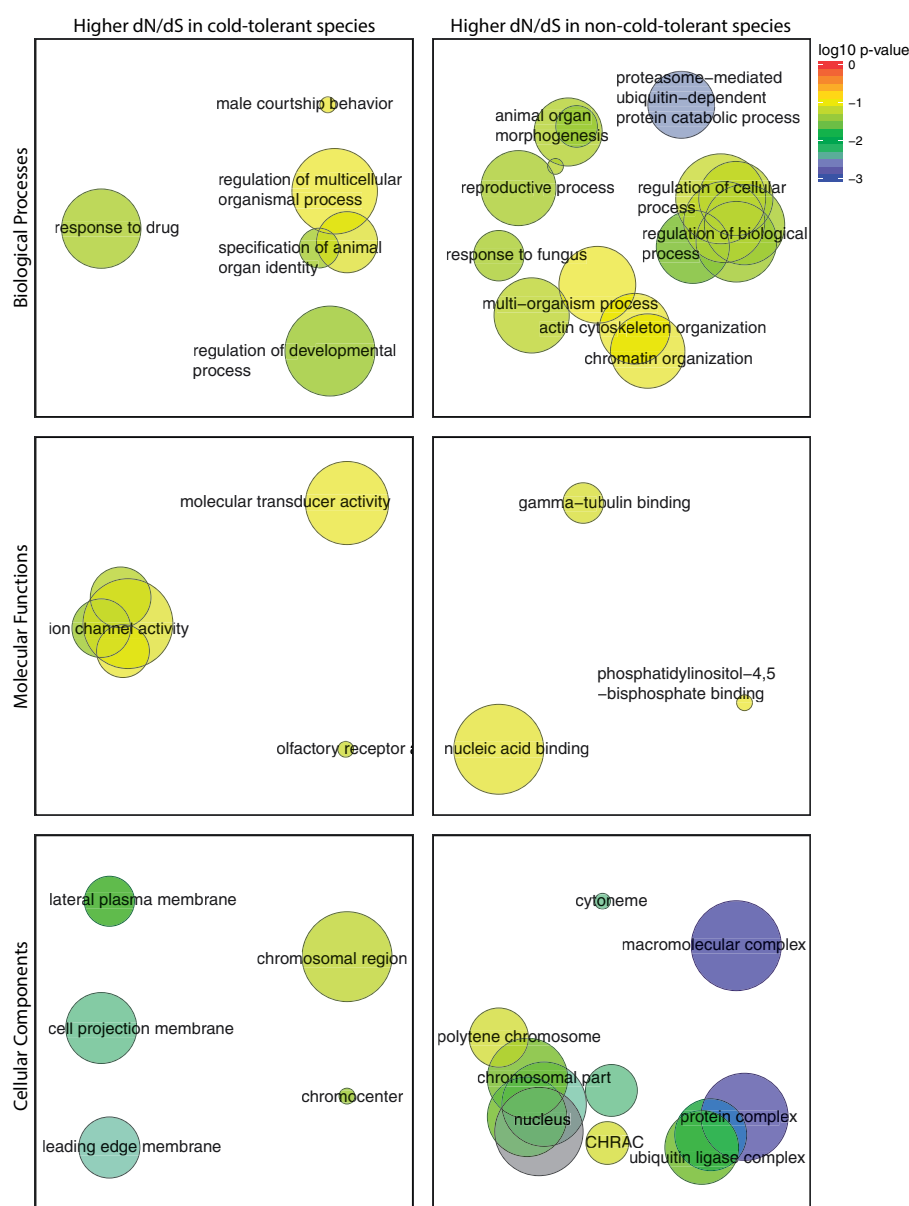 Higher dN/dS in cold-tolerant species
Higher dN/dS in non-cold-tolerant species
log10 p-value
0
−1
−2
−3
Biological Processes
male courtship behavior
regulation of multicellular
organismal process
response to drug
specification of animal
organ identity
regulation of developmental
process
proteasome−mediated
ubiquitin−dependent
protein catabolic process
animal organ
morphogenesis
reproductive process
regulation of cellular
process
regulation of biological
process
response to fungus
multi−organism process
actin cytoskeleton organization
chromatin organization
Molecular Functions
molecular transducer activity
ion channel activity
olfactory receptor
gamma−tubulin binding
phosphatidylinositol−4,5
−bisphosphate binding
nucleic acid binding
Cellular Components
lateral plasma membrane
chromosomal region
cell projection membrane
chromocenter
leading edge membrane
cytoneme
macromolecular complex
polytene chromosome
chromosomal part
nucleus
CHRAC
protein complex
ubiquitin ligase complex